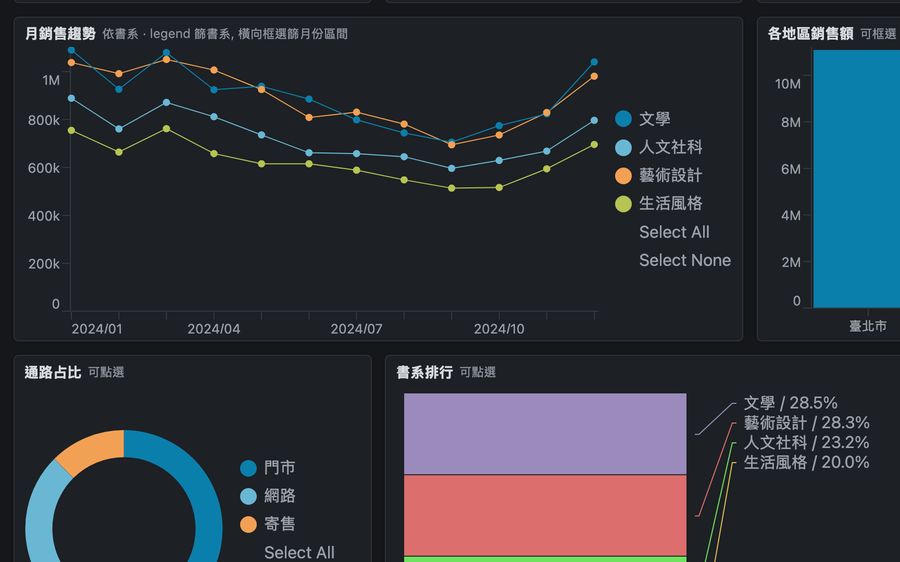 月銷售趨勢 依書系 · legend 篩書系, 橫向框選篩月份區間
1M
800k
600k
400k
200k
0
2024/01
2024/04
2024/07
2024/10
文學
人文社科
藝術設計
生活風格
Select All
Select None
各地區銷售額 可框選
10M
8M
6M
4M
2M
0
臺北市
通路占比 可點選
門市
網路
寄售
Select All
書系排行 可點選
文學 / 28.5%
藝術設計 / 28.3%
人文社科 / 23.2%
生活風格 / 20.0%